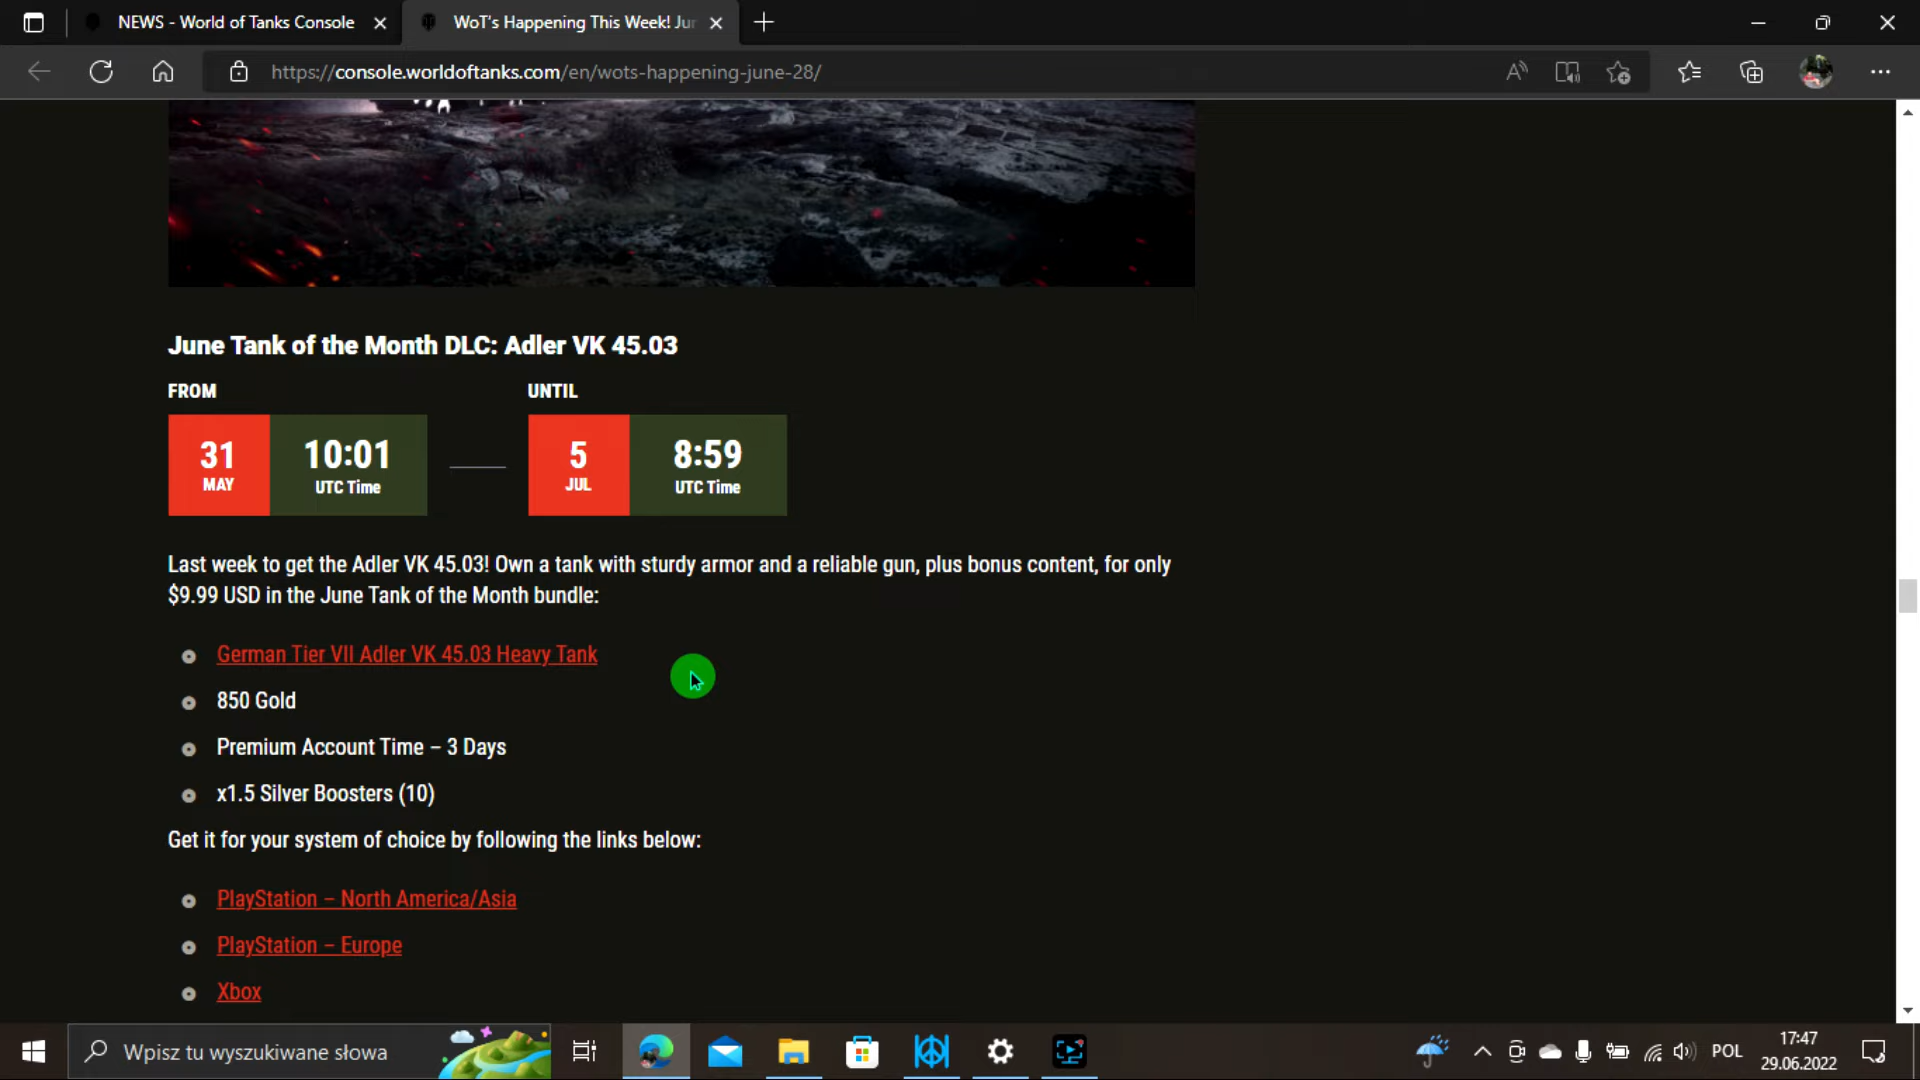 NEWS - World of Tanks Console
WoT's Happening This Week! Jun
https://console.worldoftanks.com/en/wots-happening-june-28/
June Tank of the Month DLC: Adler VK 45.03
FROM
UNTIL
31
MAY
10:01
UTC Time
5
JUL
8:59
UTC Time
Last week to get the Adler VK 45.03! Own a tank with sturdy armor and a reliable gun, plus bonus content, for only
$9.99 USD in the June Tank of the Month bundle:
German Tier VII Adler VK 45.03 Heavy Tank
850 Gold
Premium Account Time – 3 Days
x1.5 Silver Boosters (10)
Get it for your system of choice by following the links below:
PlayStation – North America/Asia
PlayStation – Europe
Xbox
Wpisz tu wyszukiwane słowa
POL
17:47
29.06.2022